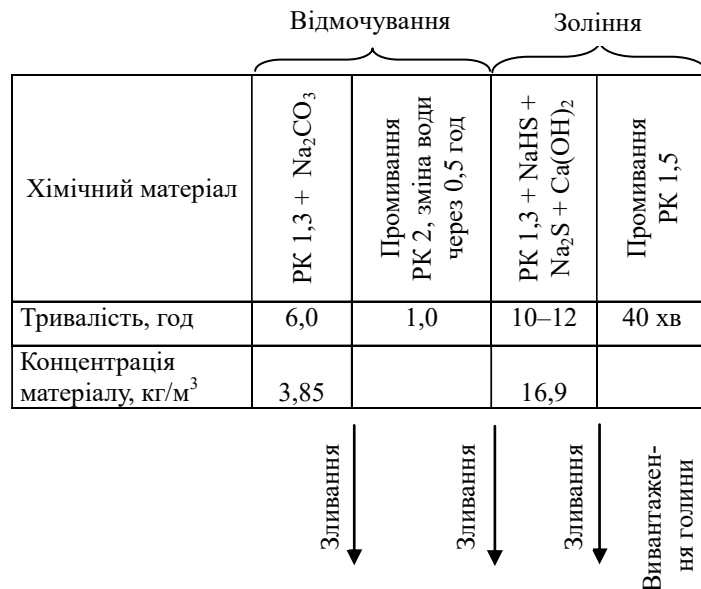 Відмочування
Зоління
Хімічний матеріал
РК 1,3 + Na₂CO₃
Промивання
РК 2, зміна води
через 0,5 год
РК 1,3 + NaHS +
Na₂S + Ca(OH)₂
Промивання
РК 1,5
Тривалість, год
6,0
1,0
10–12
40 хв
Концентрація
матеріалу, кг/м³
3,85
16,9
Зливання
Зливання
Зливання
Вивантажен-
ня голини